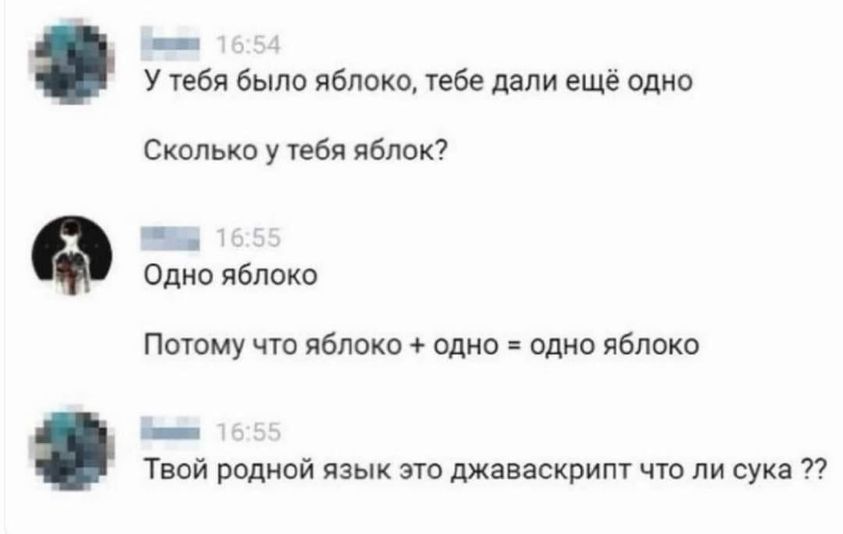 16:54
У тебя было яблоко, тебе дали ещё одно
Сколько у тебя яблок?
16:55
Одно яблоко
Потому что яблоко + одно = одно яблоко
16:55
Твой родной язык это джаваскрипт что ли сука ??